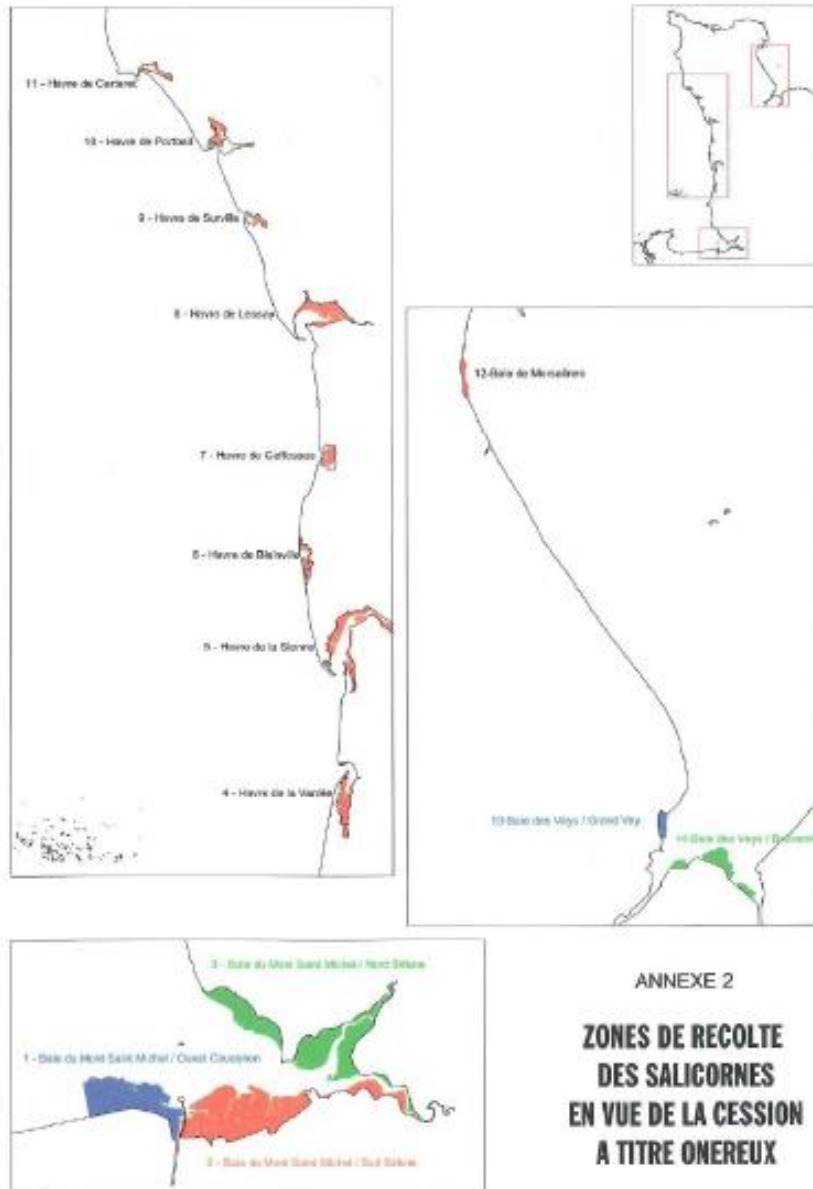 11 - Havre de Carteret
10 - Havre de Portbail
9 - Havre de Surville
8 - Havre de Lessay
7 - Havre de Geffosses
6 - Havre de Blainville
5 - Havre de la Sienne
4 - Havre de la Vanlée
12-Baie de Morsalines
13-Baie des Veys / Grand Vey
14-Baie des Veys /
3 - Baie du Mont Saint Michel / Nord Sélune
1 - Baie du Mont Saint Michel / Ouest Couesnon
2 - Baie du Mont Saint Michel / Sud Sélune
ANNEXE 2
ZONES DE RECOLTE
DES SALICORNES
EN VUE DE LA CESSION
A TITRE ONEREUX